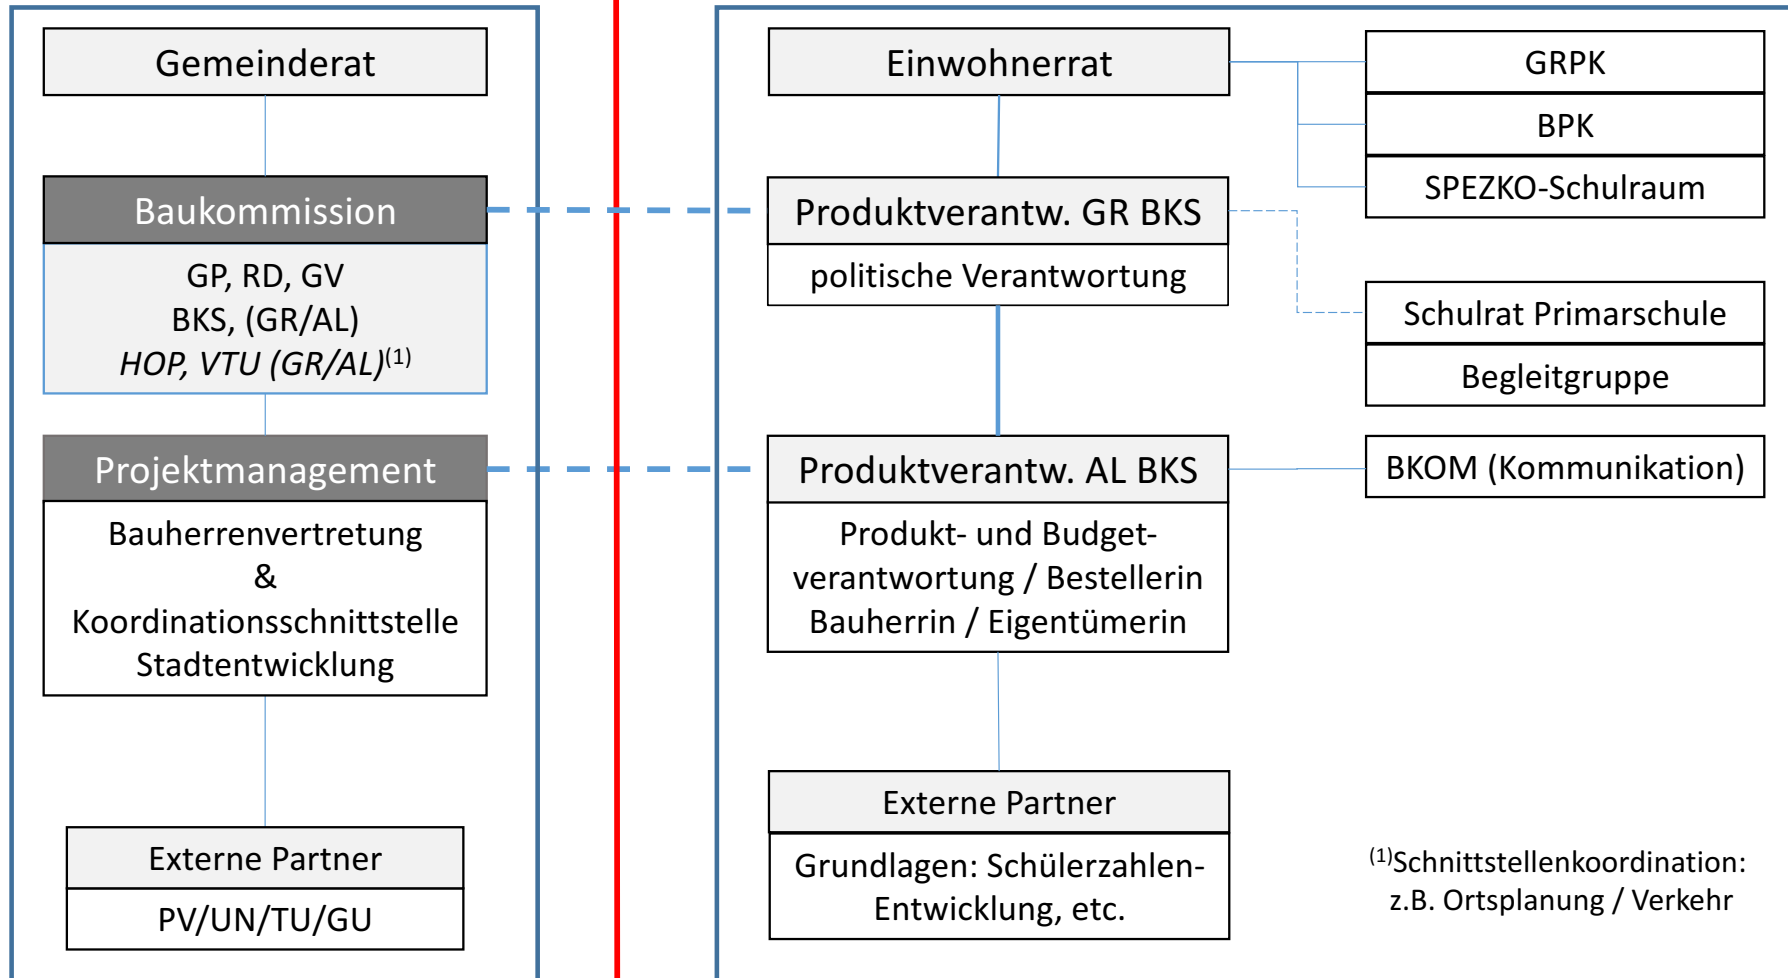 Gemeinderat
Baukommission
GP, RD, GV
BKS, (GR/AL)
HOP, VTU (GR/AL)(1)
Projektmanagement
Bauherrenvertretung
&
Koordinationsschnittstelle
Stadtentwicklung
Externe Partner
PV/UN/TU/GU
Einwohnerrat
Produktverantw. GR BKS
politische Verantwortung
Produktverantw. AL BKS
Produkt- und Budget-
verantwortung / Bestellerin
Bauherrin / Eigentümerin
Externe Partner
Grundlagen: Schülerzahlen-
Entwicklung, etc.
GRPK
BPK
SPEZKO-Schulraum
Schulrat Primarschule
Begleitgruppe
BKOM (Kommunikation)
(1)Schnittstellenkoordination:
z.B. Ortsplanung / Verkehr